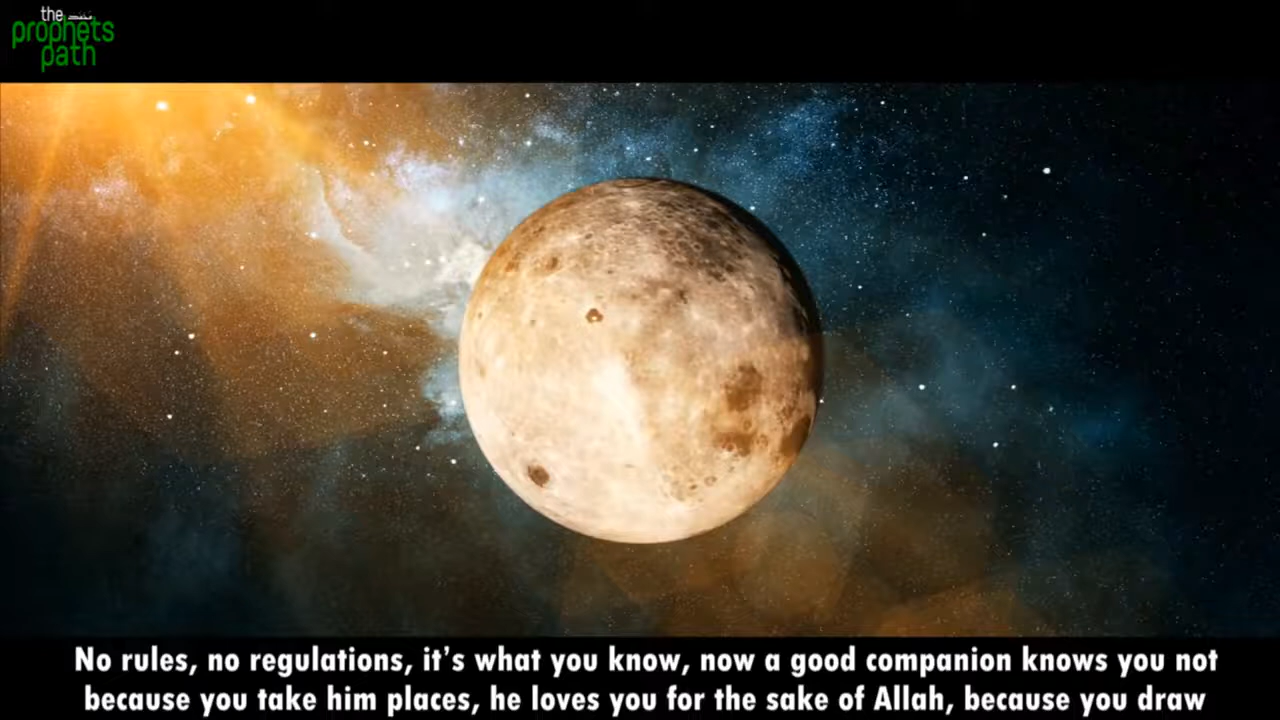 the
prophets
path
No rules, no regulations, it's what you know, now a good companion knows you not
because you take him places, he loves you for the sake of Allah, because you draw